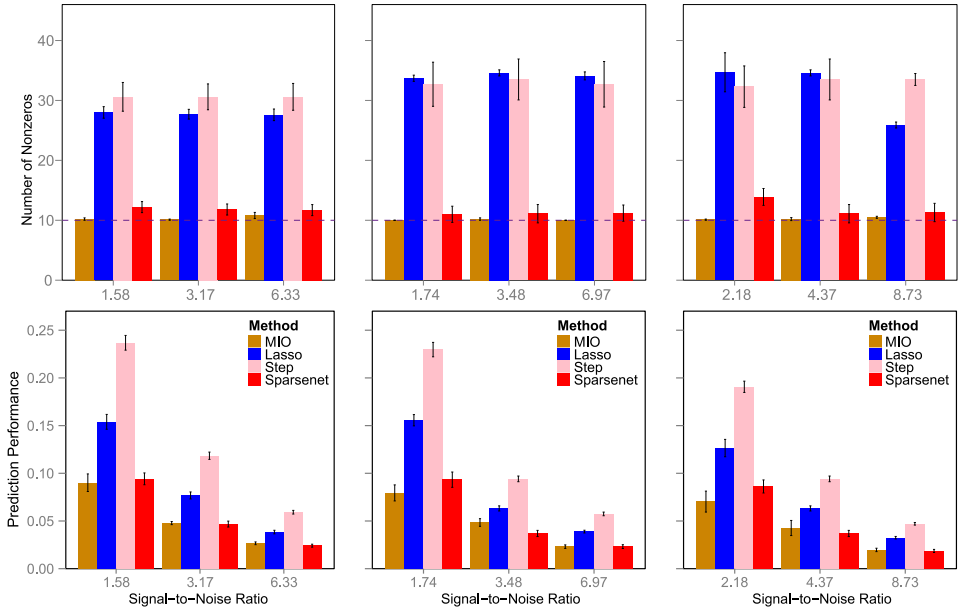 Number of Nonzeros
40
30
20
10
0
1.58 3.17 6.33
1.74 3.48 6.97
2.18 4.37 8.73
Prediction Performance
0.25
0.20
0.15
0.10
0.05
0.00
Method
MIO
Lasso
Step
Sparsenet
1.58 3.17 6.33
Signal-to-Noise Ratio
Method
MIO
Lasso
Step
Sparsenet
1.74 3.48 6.97
Signal-to-Noise Ratio
Method
MIO
Lasso
Step
Sparsenet
2.18 4.37 8.73
Signal-to-Noise Ratio